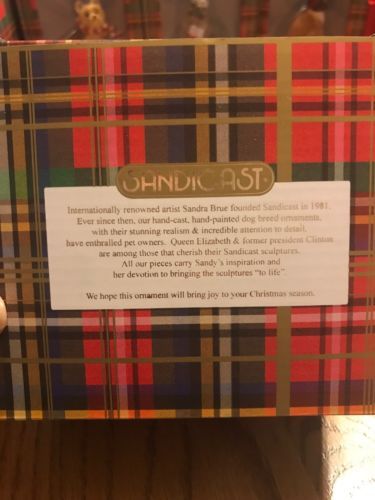 SANDICAST
Internationally renowned artist Sandra Brue founded Sandicast in 1981.
Ever since then, our hand-cast, hand-painted dog breed ornaments,
with their stunning realism & incredible attention to detail,
have enthralled pet owners. Queen Elizabeth & former president Clinton
are among those that cherish their Sandicast sculptures.
All our pieces carry Sandy's inspiration and
her devotion to bringing the sculptures "to life".
We hope this ornament will bring joy to your Christmas season.